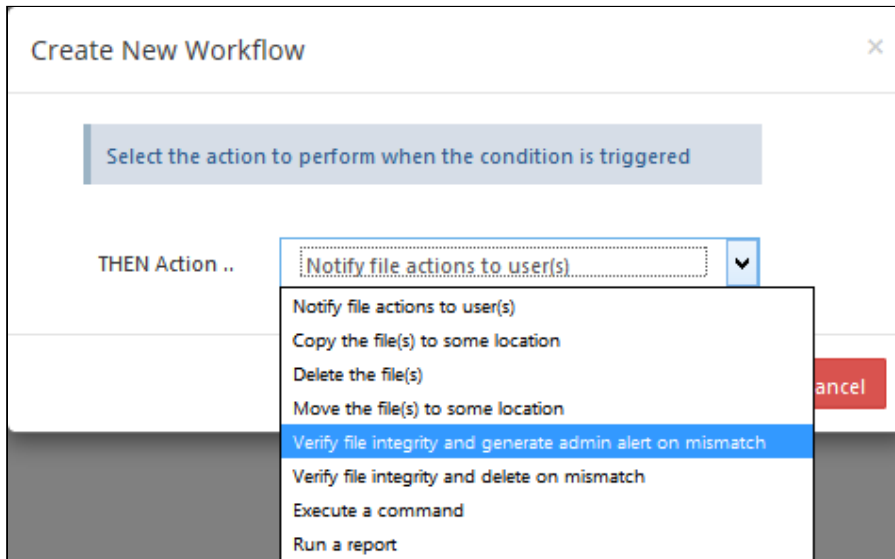 Create New Workflow
×
Select the action to perform when the condition is triggered
THEN Action ..
Notify file actions to user(s)
Notify file actions to user(s)
Copy the file(s) to some location
Delete the file(s)
Move the file(s) to some location
ancel
Verify file integrity and generate admin alert on mismatch
Verify file integrity and delete on mismatch
Execute a command
Run a report